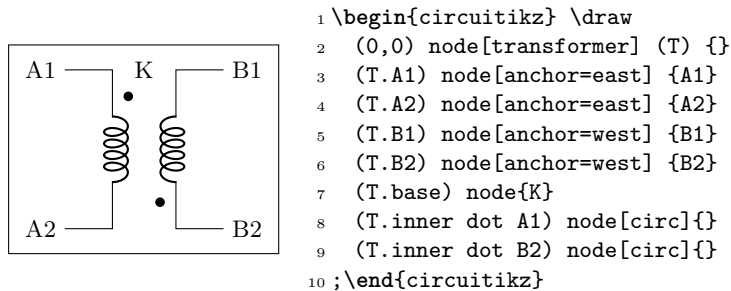 A1 K B1
A2 B2
1 \begin{circuitikz} \draw
2 (0,0) node[transformer] (T) {}
3 (T.A1) node[anchor=east] {A1}
4 (T.A2) node[anchor=east] {A2}
5 (T.B1) node[anchor=west] {B1}
6 (T.B2) node[anchor=west] {B2}
7 (T.base) node{K}
8 (T.inner dot A1) node[circ]{}
9 (T.inner dot B2) node[circ]{}
10 ;\end{circuitikz}